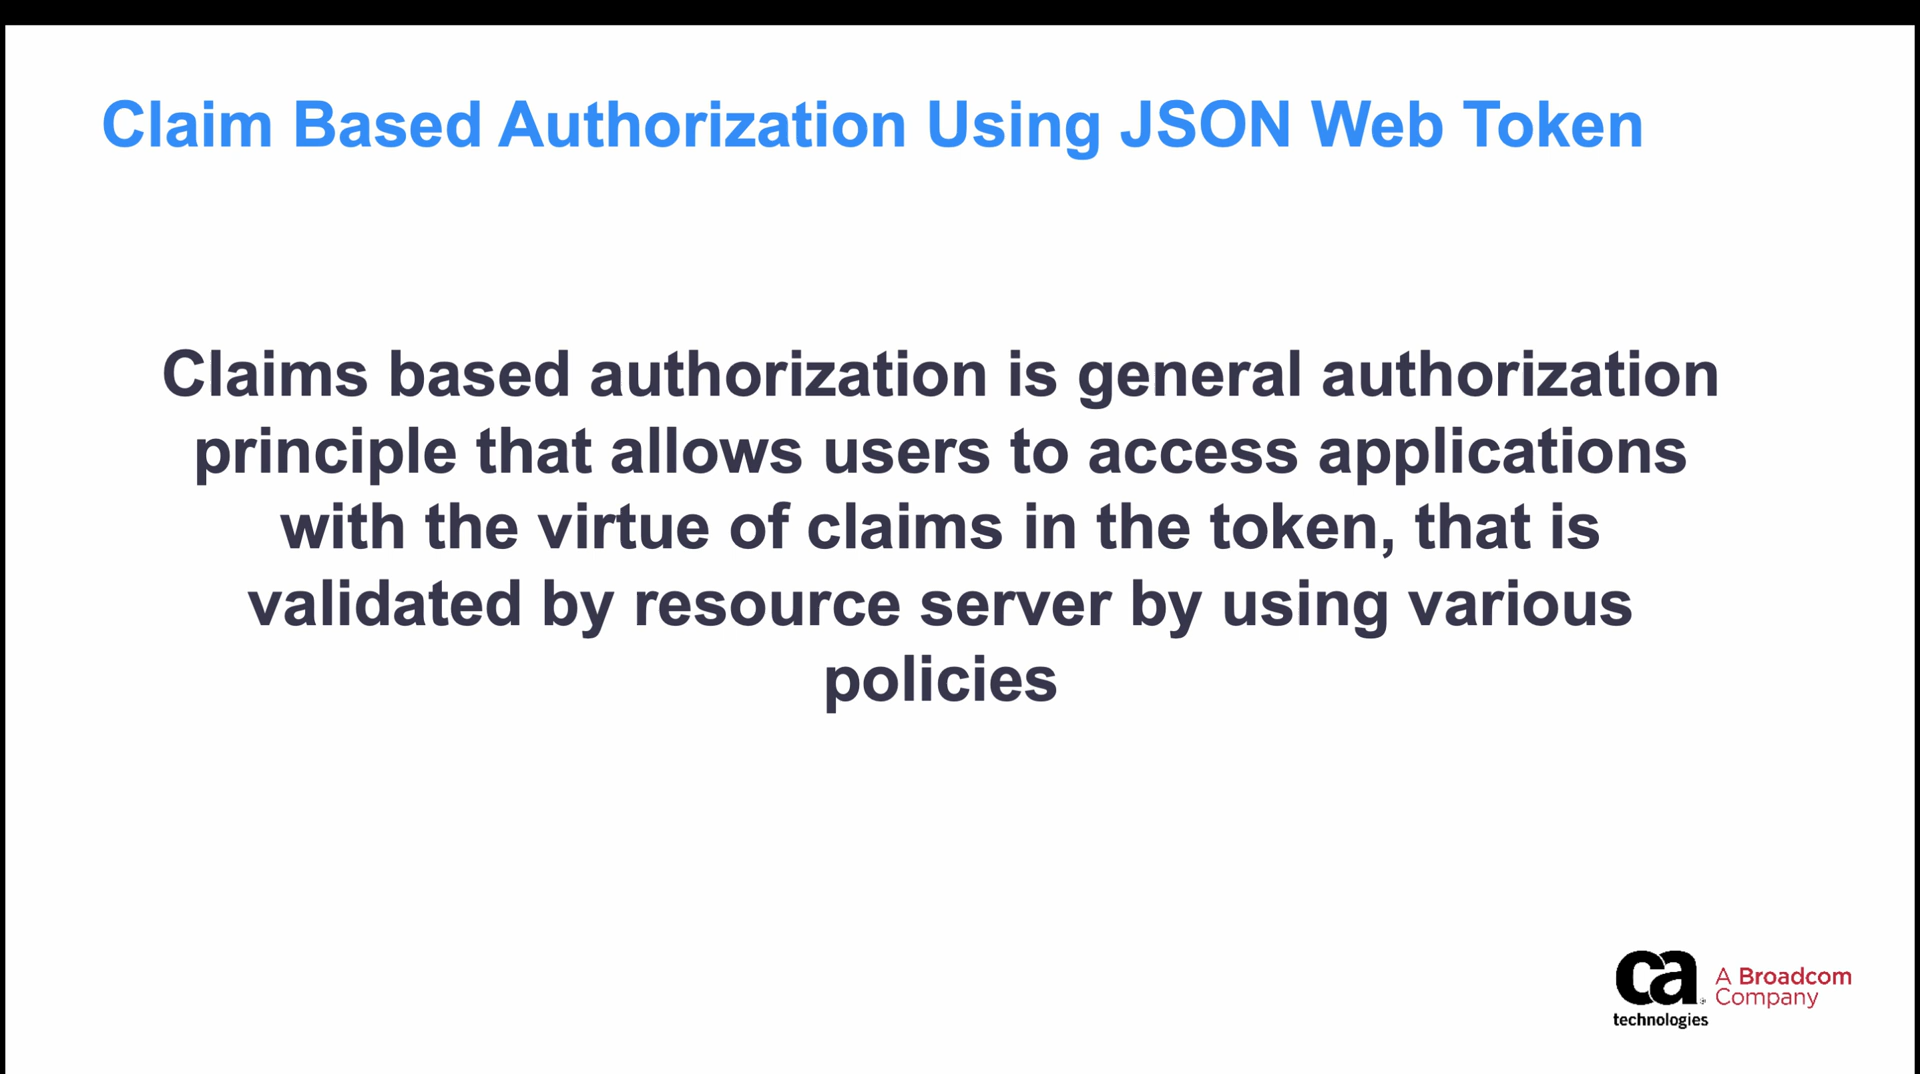 Claim Based Authorization Using JSON Web Token
Claims based authorization is general authorization
principle that allows users to access applications
with the virtue of claims in the token, that is
validated by resource server by using various
policies
ca
technologies
A Broadcom
Company